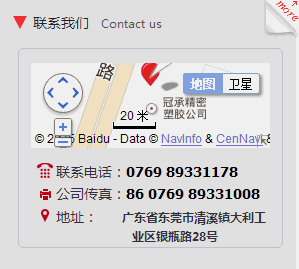 more
联系我们 Contact us
路
地图 卫星
冠承精密
塑胶公司
20 米
Baidu - Data © NavInfo & CenNavi &
联系电话：0769 89331178
公司传真：86 0769 89331008
地址： 广东省东莞市清溪镇大利工
业区银瓶路28号